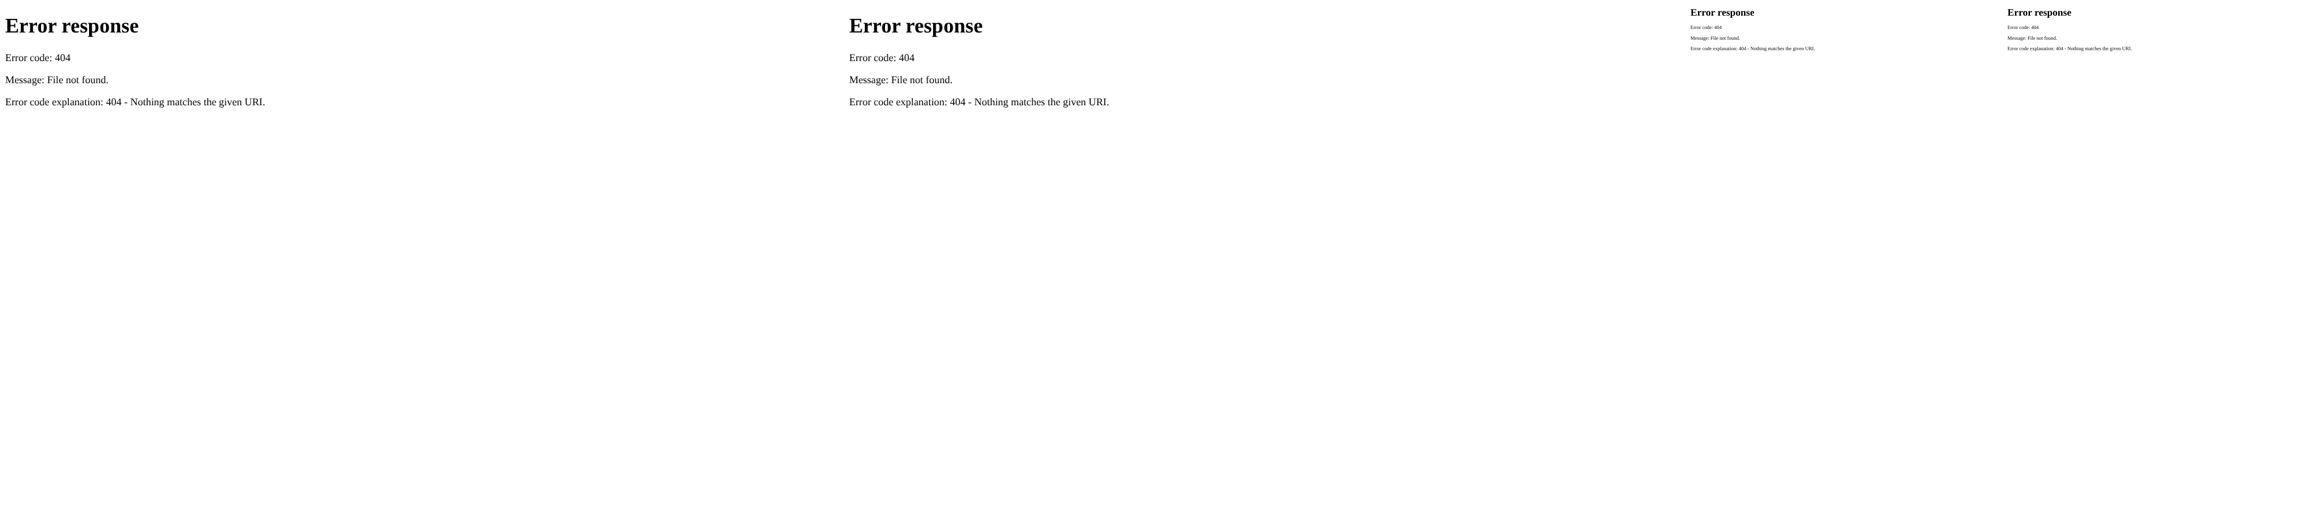 Error response
Error code: 404
Message: File not found.
Error code explanation: 404 - Nothing matches the given URI.
Error response
Error code: 404
Message: File not found.
Error code explanation: 404 - Nothing matches the given URI.
Error response
Error code: 404
Message: File not found.
Error code explanation: 404 - Nothing matches the given URI.
Error response
Error code: 404
Message: File not found.
Error code explanation: 404 - Nothing matches the given URI.